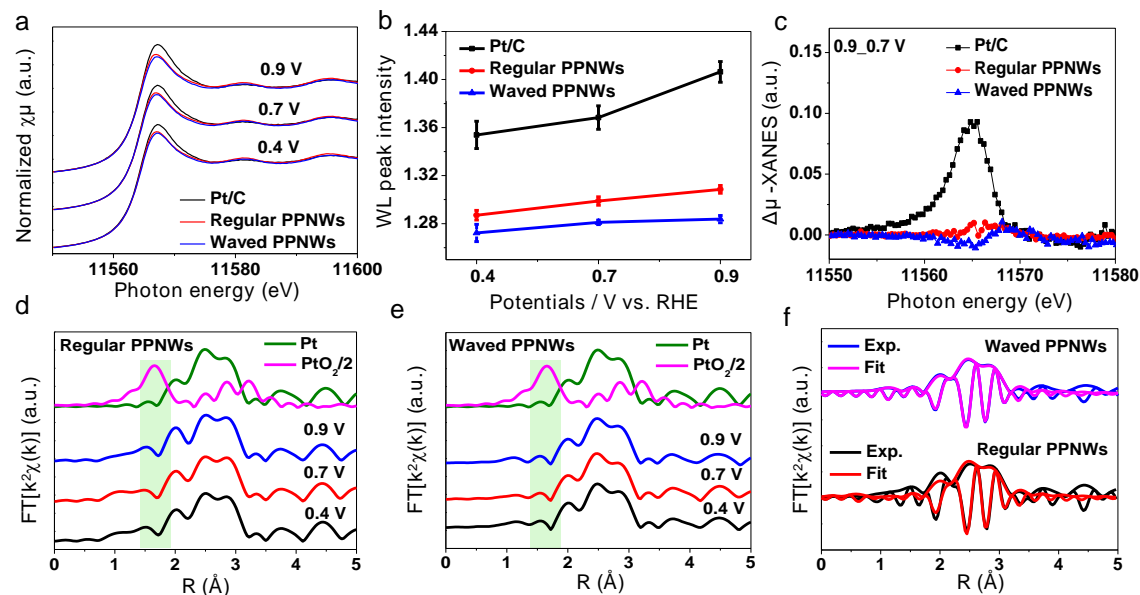 a
Normalized χμ (a.u.)
0.9 V
0.7 V
0.4 V
Pt/C
Regular PPNWs
Waved PPNWs
11560 11580 11600
Photon energy (eV)
b
WL peak intensity
1.40
1.36
1.32
1.28
Pt/C
Regular PPNWs
Waved PPNWs
0.4 0.7 0.9
Potentials / V vs. RHE
c
Δμ -XANES (a.u.)
0.15
0.10
0.05
0.00
0.9_0.7 V
Pt/C
Regular PPNWs
Waved PPNWs
11550 11560 11570 11580
Photon energy (eV)
d
FT[k²χ(k)] (a.u.)
Regular PPNWs
Pt
PtO₂/2
0.9 V
0.7 V
0.4 V
0 1 2 3 4 5
R (Å)
e
FT[k²χ(k)] (a.u.)
Waved PPNWs
Pt
PtO₂/2
0.9 V
0.7 V
0.4 V
0 1 2 3 4 5
R (Å)
f
FT[k²χ(k)] (a.u.)
Exp.
Fit
Waved PPNWs
Exp.
Fit
Regular PPNWs
0 1 2 3 4 5
R (Å)